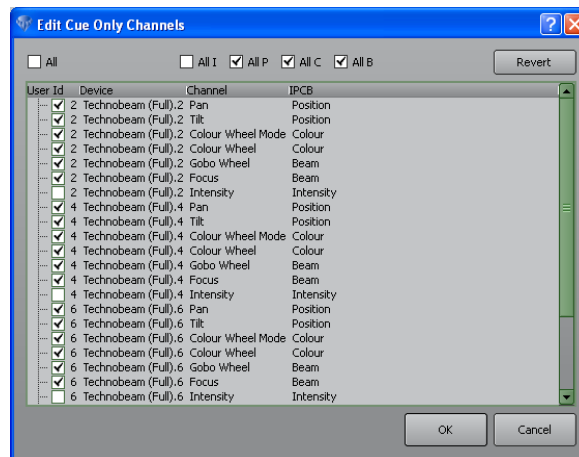 Edit Cue Only Channels
All All I All P All C All B Revert
User Id Device Channel IPCB
2 Technobeam (Full).2 Pan Position
2 Technobeam (Full).2 Tilt Position
2 Technobeam (Full).2 Colour Wheel Mode Colour
2 Technobeam (Full).2 Colour Wheel Colour
2 Technobeam (Full).2 Gobo Wheel Beam
2 Technobeam (Full).2 Focus Beam
2 Technobeam (Full).2 Intensity Intensity
4 Technobeam (Full).4 Pan Position
4 Technobeam (Full).4 Tilt Position
4 Technobeam (Full).4 Colour Wheel Mode Colour
4 Technobeam (Full).4 Colour Wheel Colour
4 Technobeam (Full).4 Gobo Wheel Beam
4 Technobeam (Full).4 Focus Beam
4 Technobeam (Full).4 Intensity Intensity
6 Technobeam (Full).6 Pan Position
6 Technobeam (Full).6 Tilt Position
6 Technobeam (Full).6 Colour Wheel Mode Colour
6 Technobeam (Full).6 Colour Wheel Colour
6 Technobeam (Full).6 Gobo Wheel Beam
6 Technobeam (Full).6 Focus Beam
6 Technobeam (Full).6 Intensity Intensity
OK Cancel